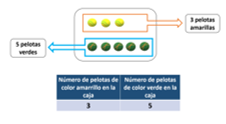 3 pelotas
amarillas
5 pelotas
verdes
Número de pelotas de
color amarillo en la
caja
Número de pelotas
de color verde en la
caja
3
5